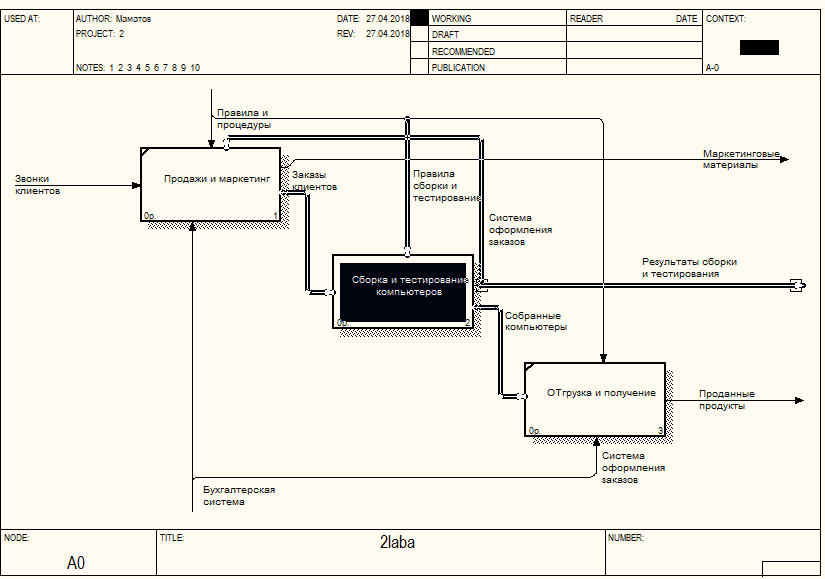 USED AT:
AUTHOR: Маматов
DATE: 27.04.2018
WORKING
READER
DATE
CONTEXT:
PROJECT: 2
REV: 27.04.2018
DRAFT
RECOMMENDED
NOTES: 1 2 3 4 5 6 7 8 9 10
PUBLICATION
A-0
Правила и
процедуры
Звонки
клиентов
Продажи и маркетинг
0р.
1
Заказы
клиентов
Правила
сборки и
тестирование
Маркетинговые
материалы
Система
оформления
заказов
Результаты сборки
и тестирования
Сборка и тестирование
компьютеров
0р.
2
Собранные
компьютеры
ОТгрузка и получение
0р.
3
Проданные
продукты
Система
оформления
заказов
Бухгалтерская
система
NODE:
A0
TITLE:
2laba
NUMBER: